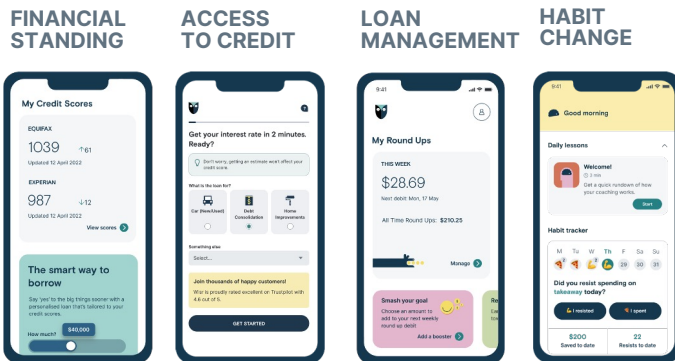 FINANCIAL
STANDING
My Credit Scores
EQUIFAX
1039 ↑61
Updated 12 April 2022
EXPERIAN
987 ↓12
Updated 12 April 2022
View scores
The smart way to
borrow
Say 'yes' to the big things sooner with a
personalised loan that's tailored to your
credit scores.
How much?
$40,000
ACCESS
TO CREDIT
Get your interest rate in 2 minutes.
Ready?
Don't worry, getting an estimate won't affect your
credit score.
What is the loan for?
Car (New/Used)
Debt
Consolidation
Home
Improvements
Something else
Select...
Join thousands of happy customers!
Wisr is proudly rated excellent on Trustpilot with
4.6 out of 5.
GET STARTED
LOAN
MANAGEMENT
9:41
My Round Ups
THIS WEEK
$28.69
Next debit: Mon, 17 May
All Time Round Ups: $210.25
Manage
Smash your goal
Choose an amount to
add to your next weekly
round up debit
Add a booster
HABIT
CHANGE
9:41
Good morning
Daily lessons
Welcome!
3 min
Get a quick rundown of how
your coaching works.
Start
Habit tracker
M Tu W Th F Sa Su
29 30 31
Did you resist spending on
takeaway today?
I resisted
I spent
$200
Saved to date
22
Resists to date